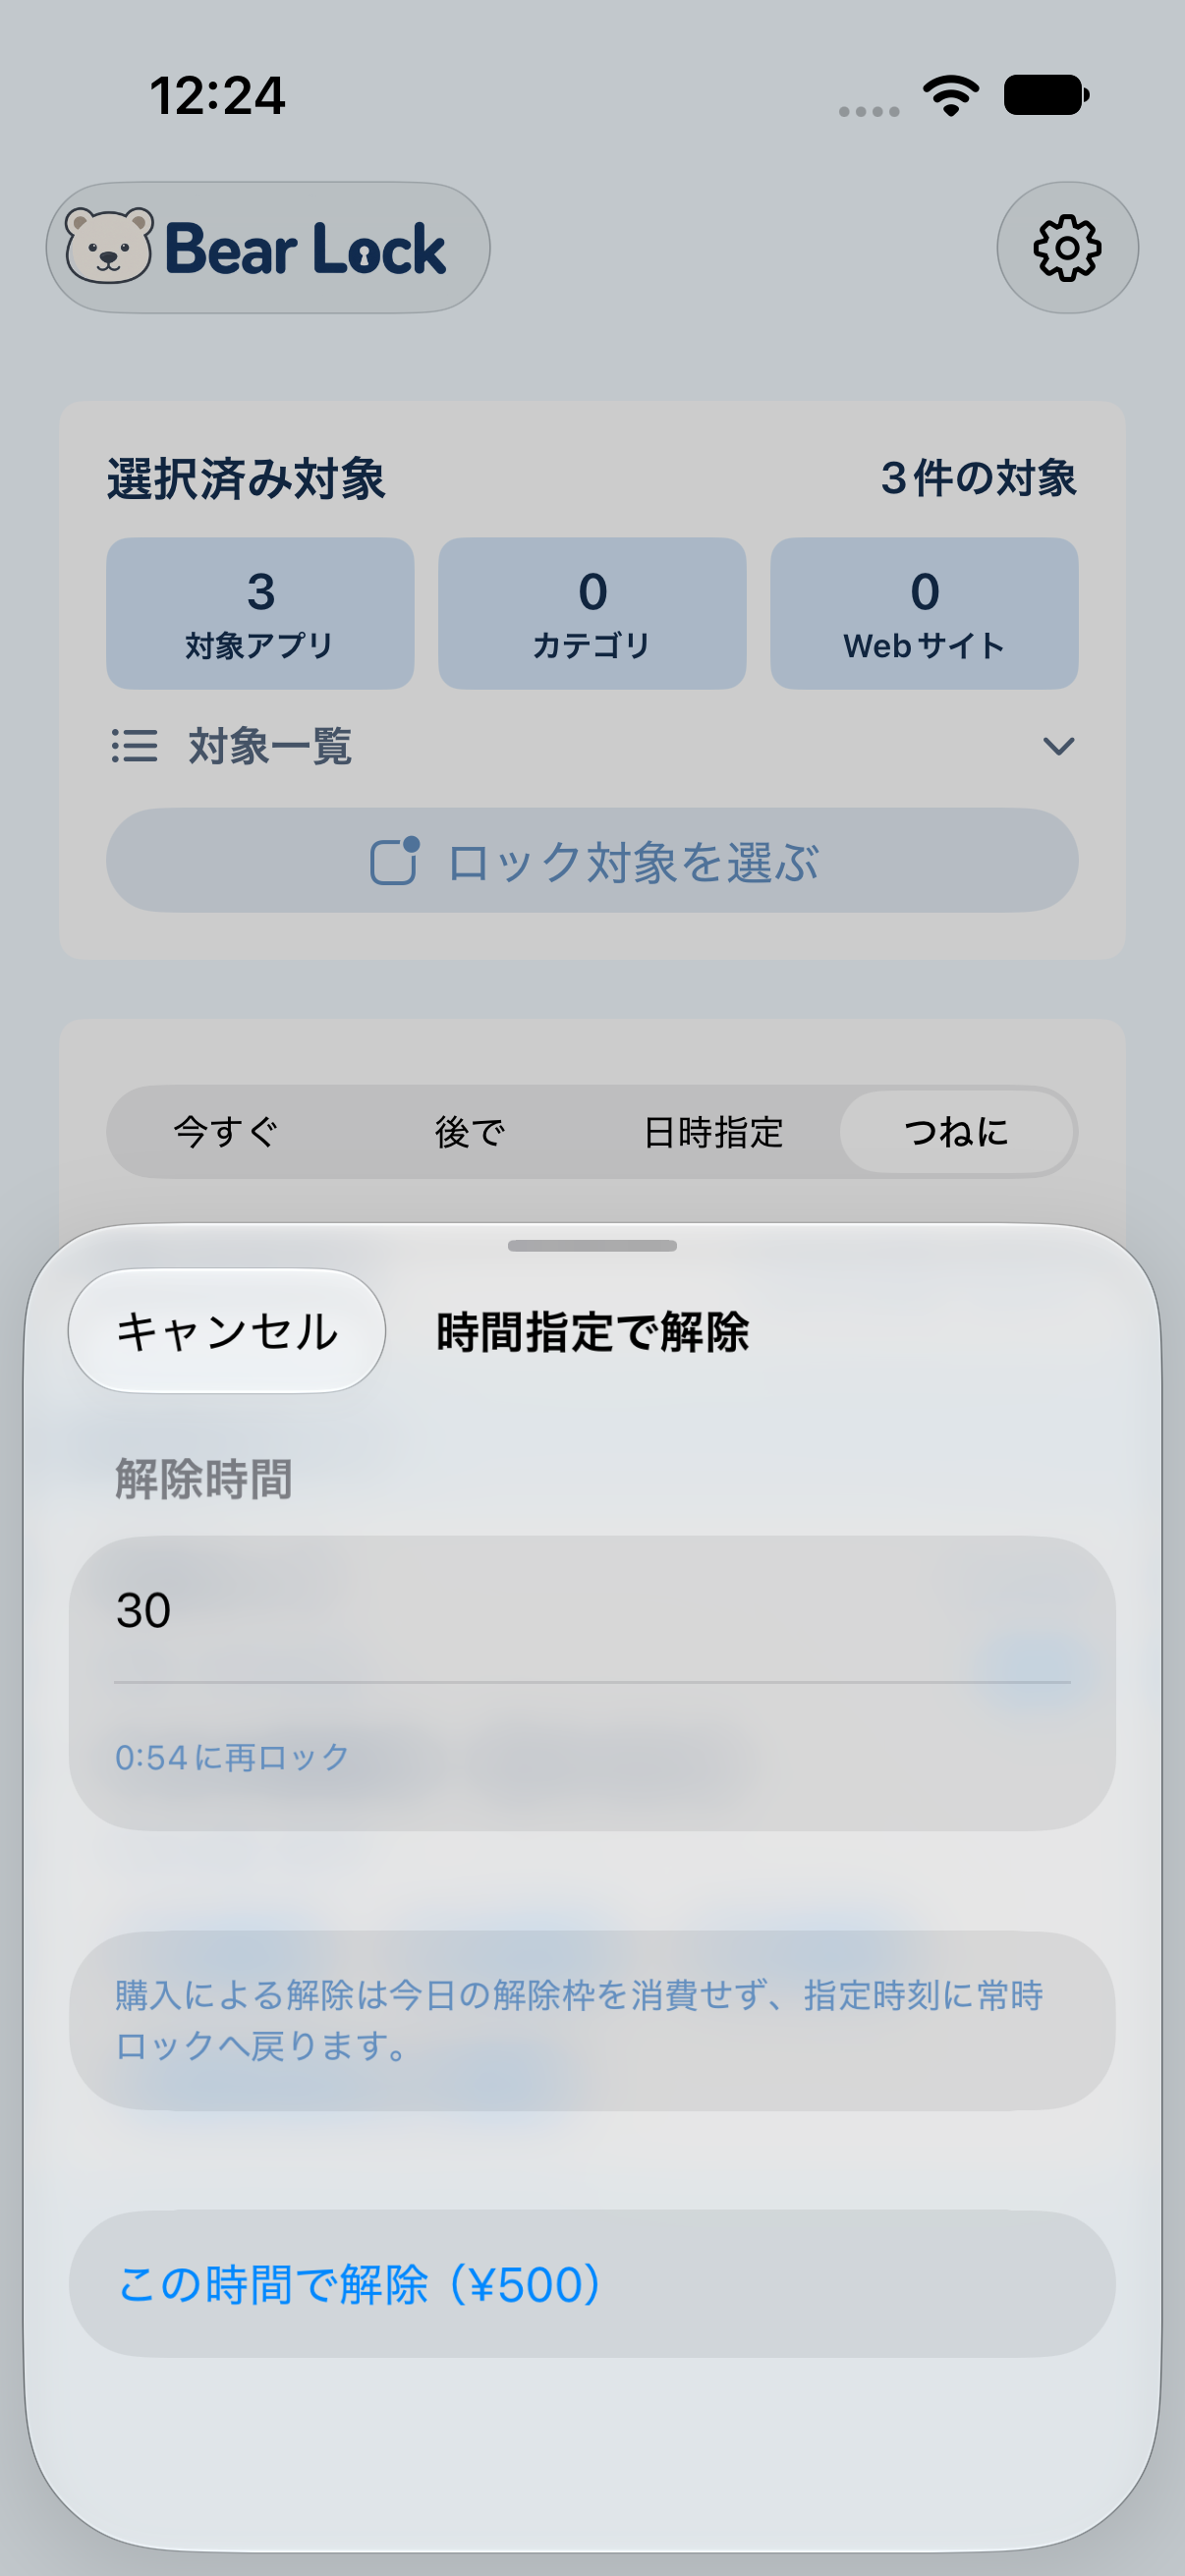 12:24
Bear Lock
選択済み対象
3件の対象
3
対象アプリ
0
カテゴリ
0
Webサイト
対象一覧
ロック対象を選ぶ
今すぐ
後で
日時指定
つねに
キャンセル
時間指定で解除
解除時間
30
0:54に再ロック
購入による解除は今日の解除枠を消費せず、指定時刻に常時
ロックへ戻ります。
この時間で解除（¥500）